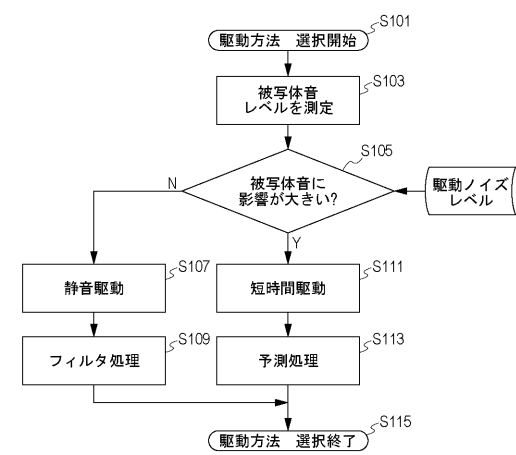 駆動方法　選択開始
S101
被写体音
レベルを測定
S103
被写体音に
影響が大きい?
S105
駆動ノイズ
レベル
N
Y
静音駆動
S107
短時間駆動
S111
フィルタ処理
S109
予測処理
S113
駆動方法　選択終了
S115